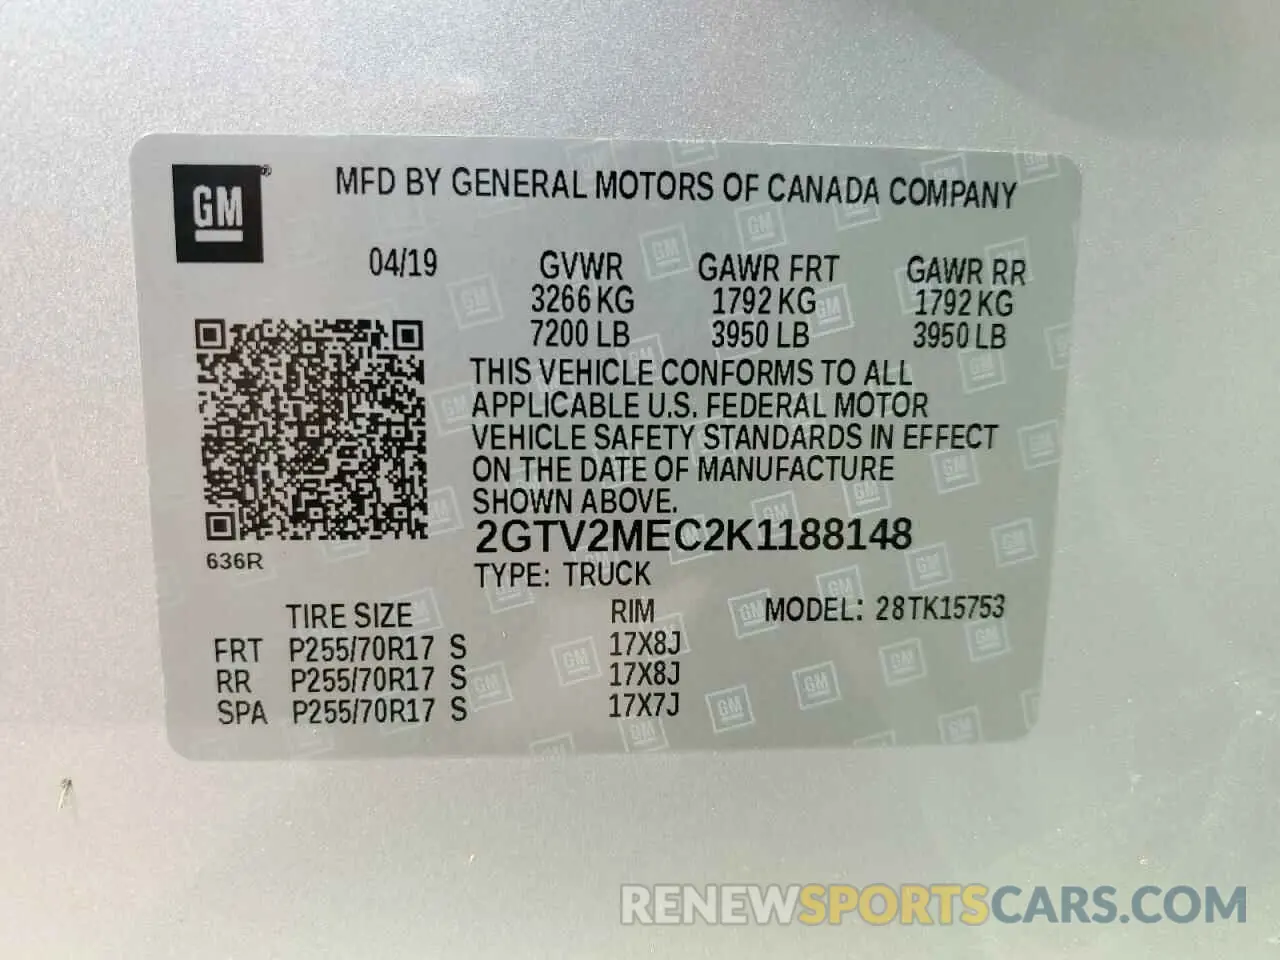 GM®
MFD BY GENERAL MOTORS OF CANADA COMPANY
04/19 GVWR GAWR FRT GAWR RR
3266 KG 1792 KG 1792 KG
7200 LB 3950 LB 3950 LB
THIS VEHICLE CONFORMS TO ALL
APPLICABLE U.S. FEDERAL MOTOR
VEHICLE SAFETY STANDARDS IN EFFECT
ON THE DATE OF MANUFACTURE
SHOWN ABOVE.
2GTV2MEC2K1188148
636R
TYPE: TRUCK
TIRE SIZE RIM MODEL: 28TK15753
FRT P255/70R17 S 17X8J
RR P255/70R17 S 17X8J
SPA P255/70R17 S 17X7J
RENEWSPORTSCARS.COM